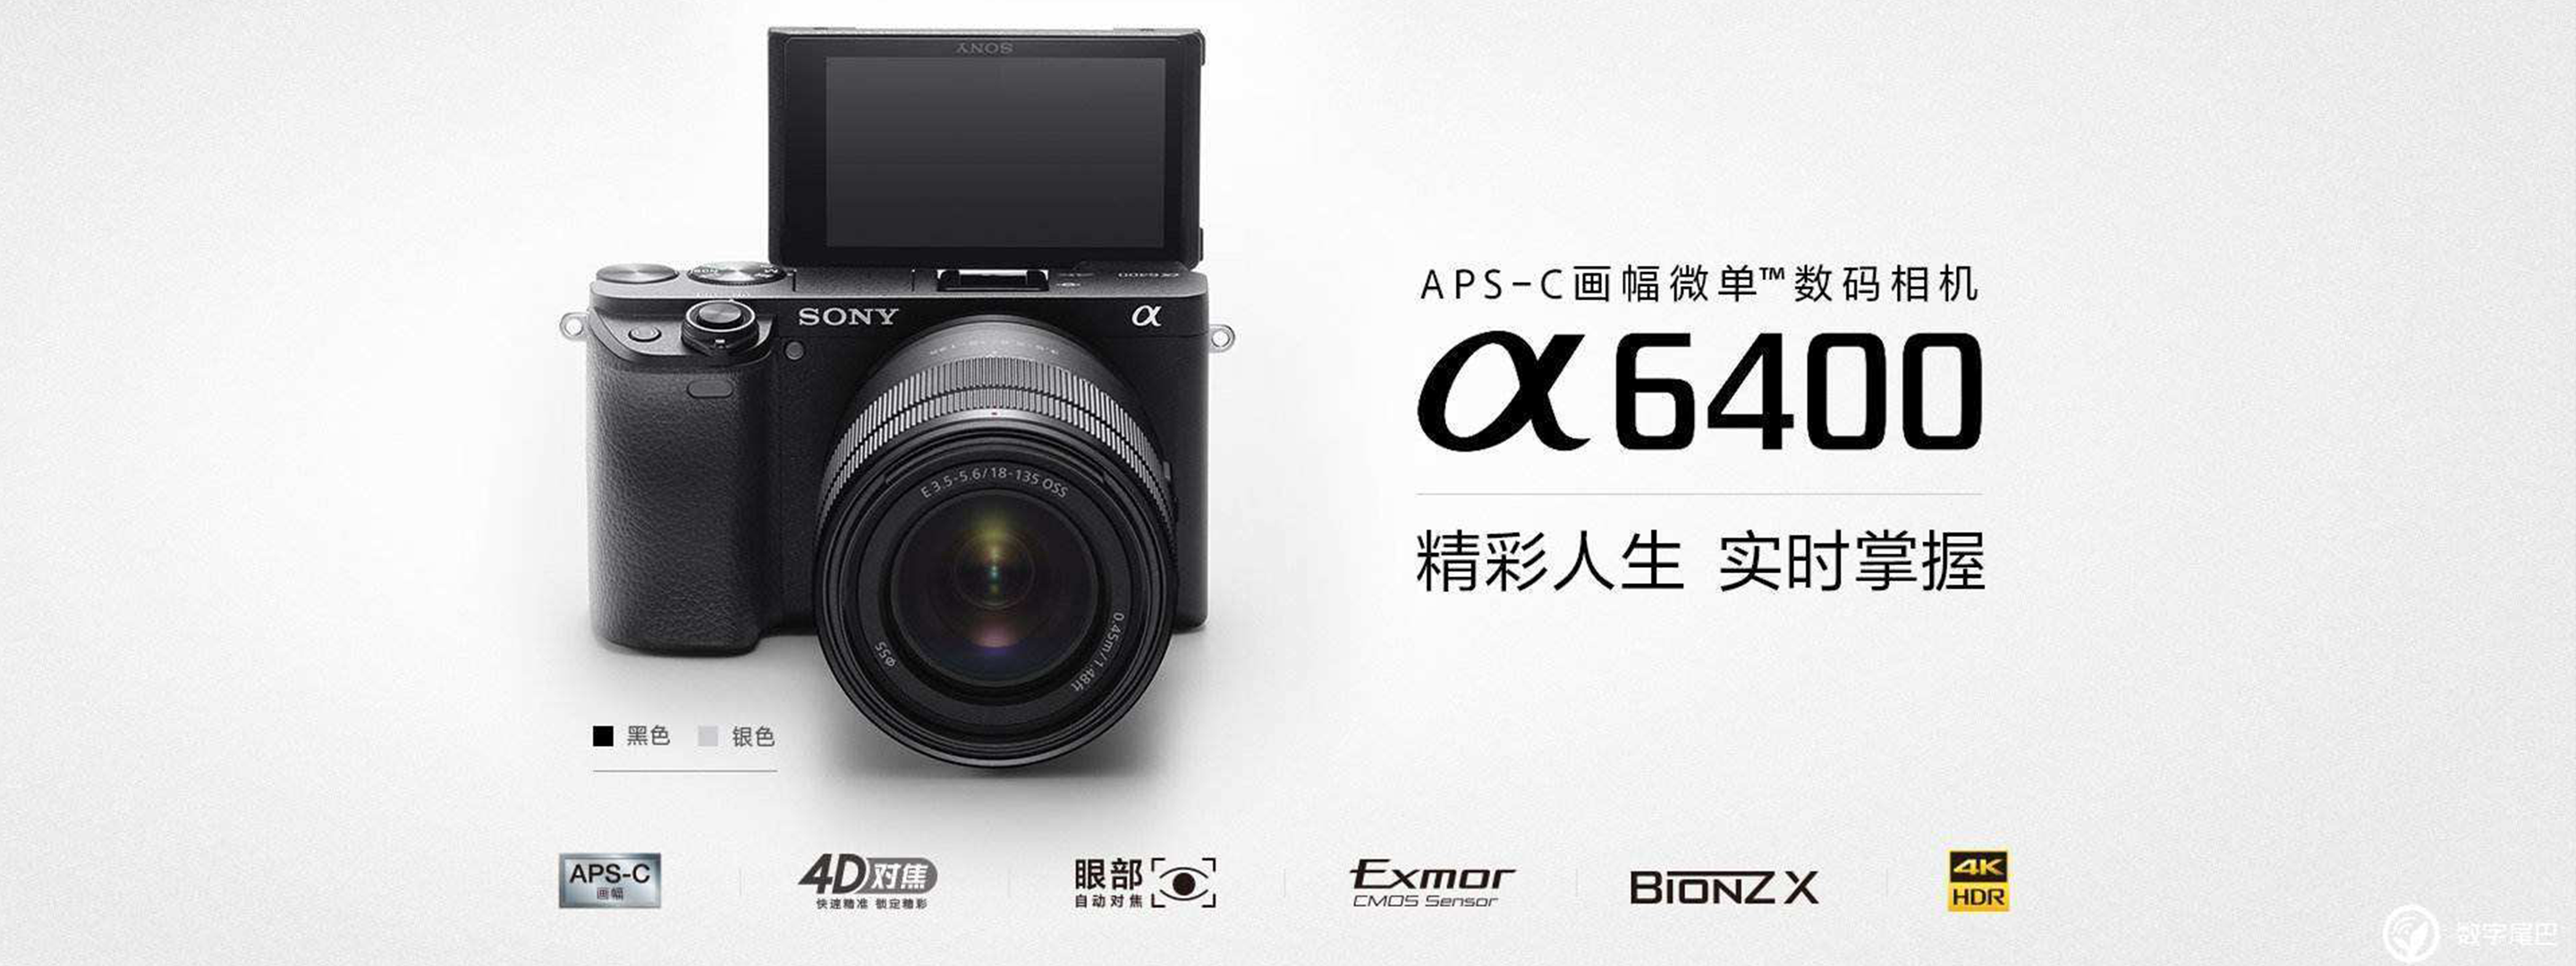 SONY
α6400
SONY
α
E 3.5-5.6/18-135 OSS
0.45m/1.48ft
Φ55
APS-C画幅微单™数码相机
α6400
精彩人生 实时掌握
黑色 银色
APS-C
画幅
4D对焦
快速精准 锁定精彩
眼部
自动对焦
Exmor
CMOS Sensor
BIONZ X
4K
HDR
数字尾巴